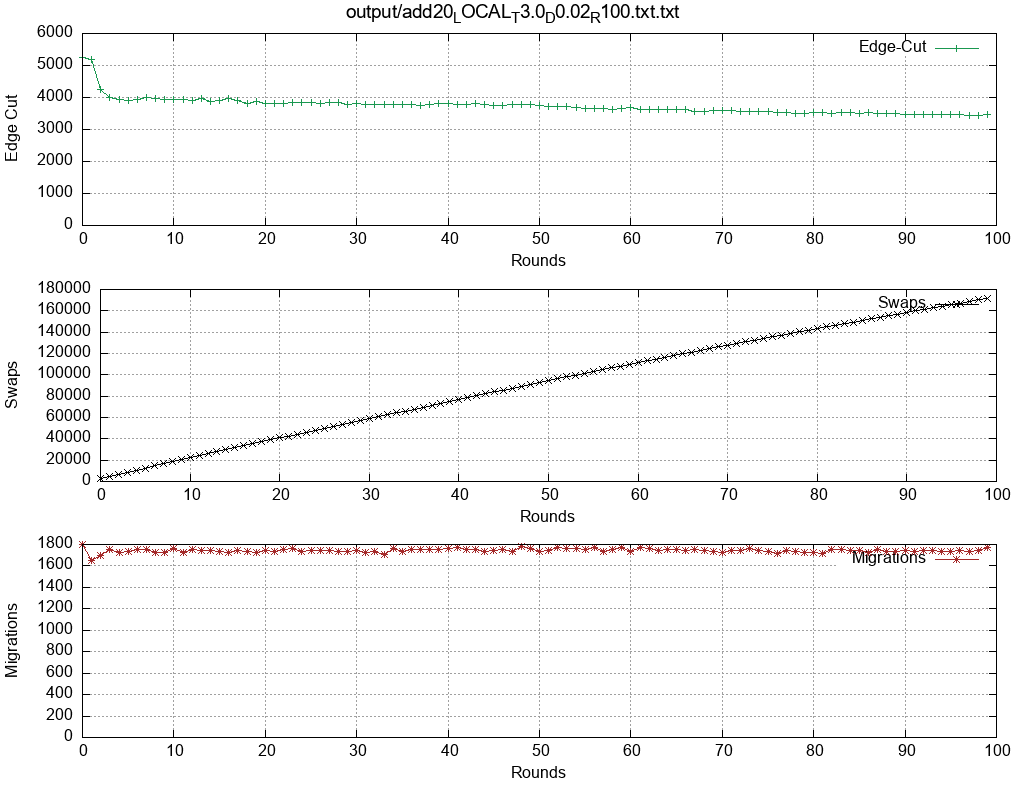 output/add20LOCALT3.0D0.02R100.txt.txt
6000
5000
4000
3000
2000
1000
0
Edge Cut
Edge-Cut
0 10 20 30 40 50 60 70 80 90 100
Rounds
180000
160000
140000
120000
100000
80000
60000
40000
20000
0
Swaps
Swaps
0 10 20 30 40 50 60 70 80 90 100
Rounds
1800
1600
1400
1200
1000
800
600
400
200
0
Migrations
Migrations
0 10 20 30 40 50 60 70 80 90 100
Rounds